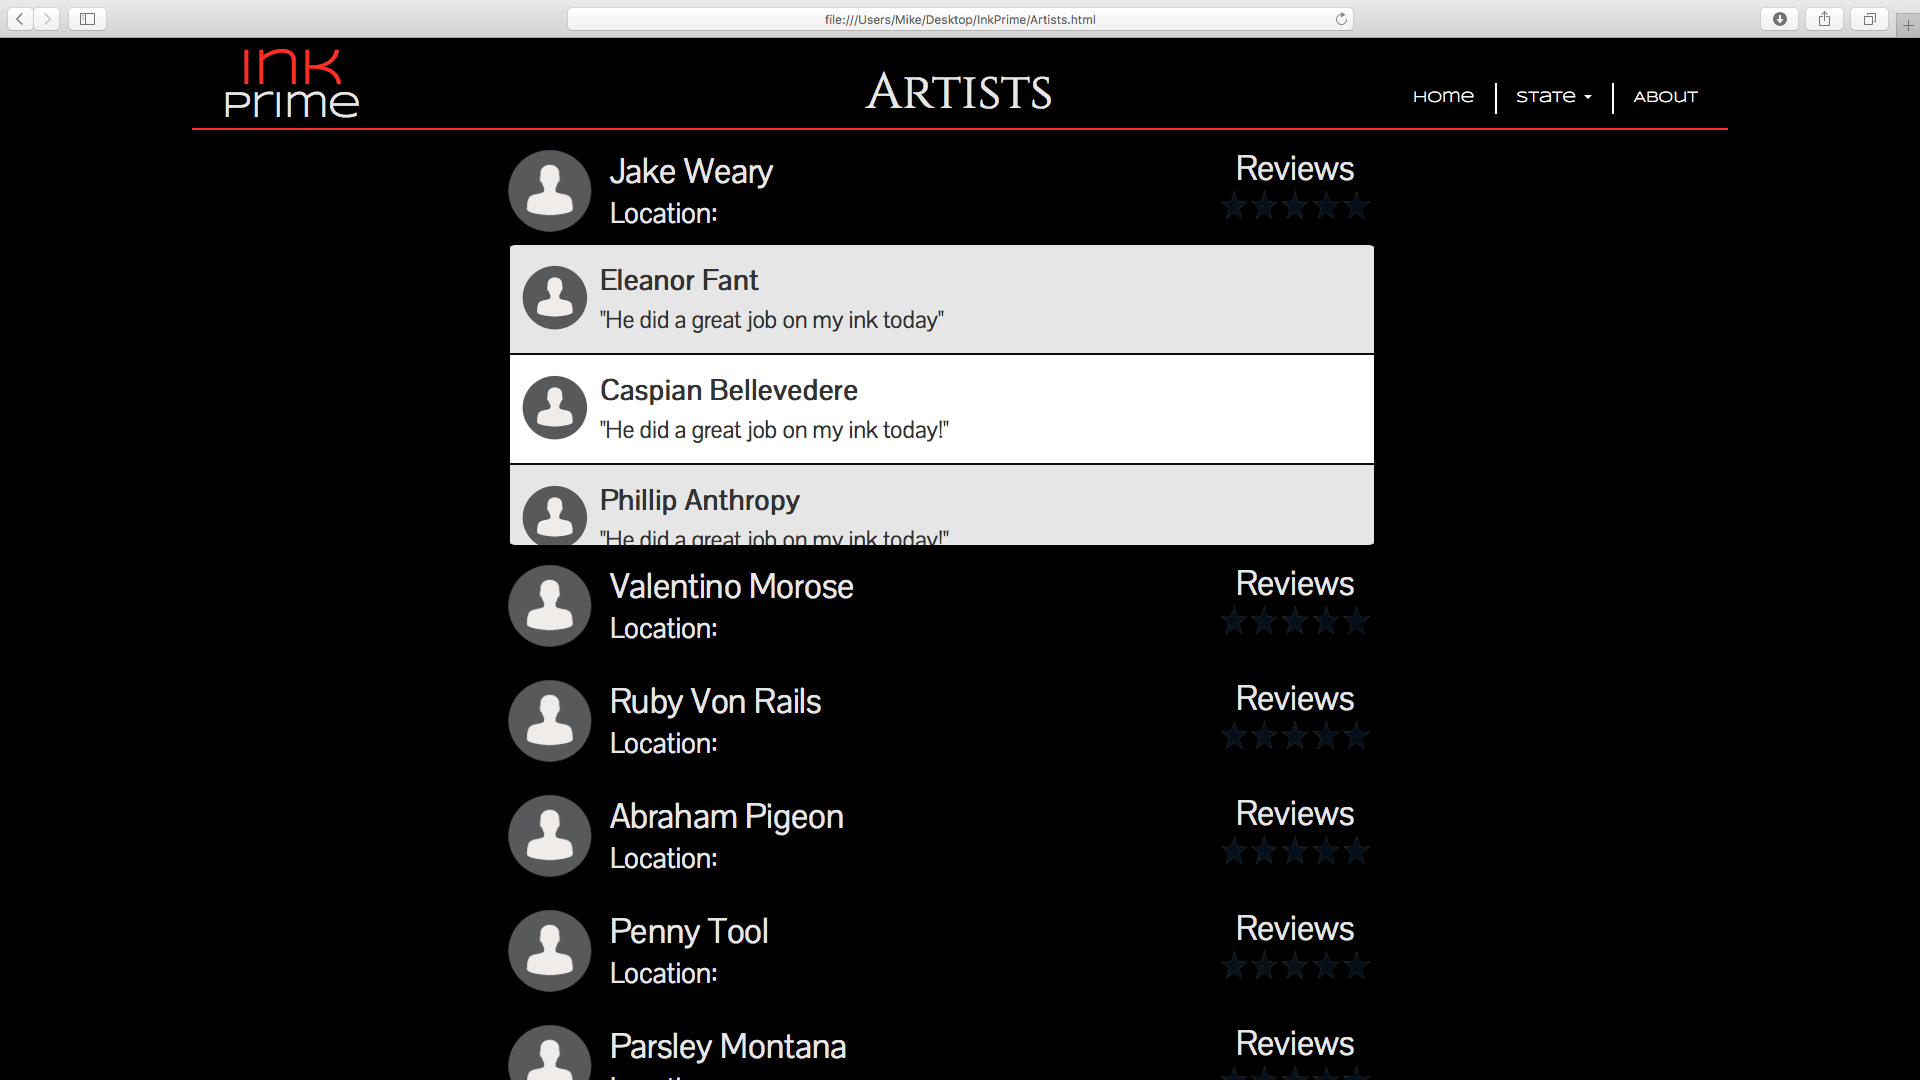 file:///Users/Mike/Desktop/InkPrime/Artists.html
Ink
Prime
Artists
Home
State
About
Jake Weary
Location:
Reviews
Eleanor Fant
"He did a great job on my ink today"
Caspian Bellevedere
"He did a great job on my ink today!"
Phillip Anthropy
"He did a great job on my ink today!"
Valentino Morose
Location:
Reviews
Ruby Von Rails
Location:
Reviews
Abraham Pigeon
Location:
Reviews
Penny Tool
Location:
Reviews
Parsley Montana
Reviews